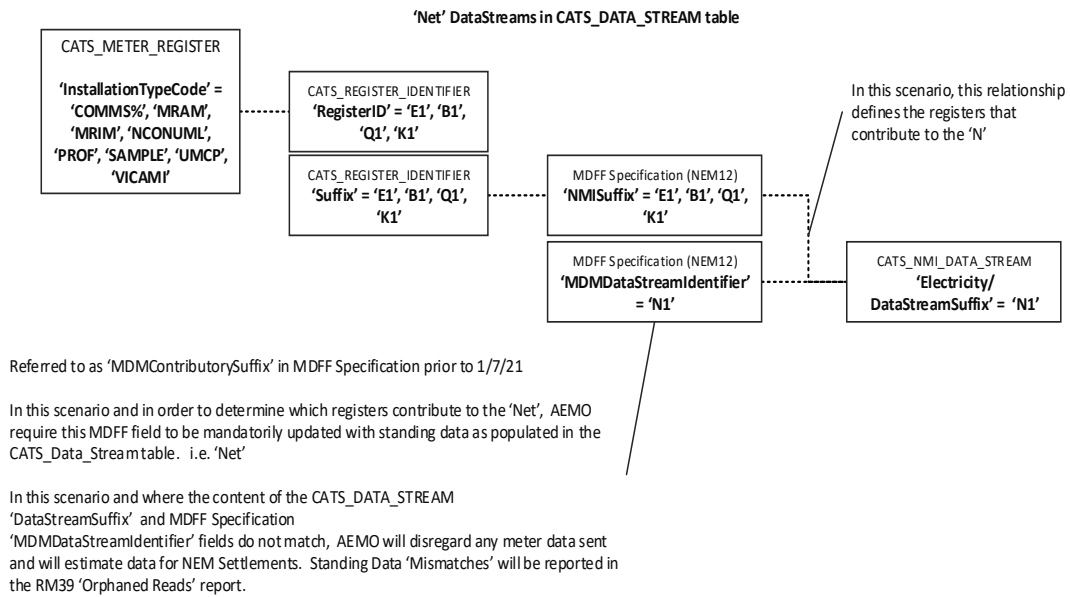 ‘Net’ DataStreams in CATS_DATA_STREAM table
CATS_METER_REGISTER
‘InstallationTypeCode’ =
‘COMMS%’, ‘MRAM’,
‘MRIM’, ‘NCONUML’,
‘PROF’, ‘SAMPLE’, ‘UMCP’,
‘VICAMI’
CATS_REGISTER_IDENTIFIER
‘RegisterID’ = ‘E1’, ‘B1’,
‘Q1’, ‘K1’
CATS_REGISTER_IDENTIFIER
‘Suffix’ = ‘E1’, ‘B1’, ‘Q1’,
‘K1’
MDFF Specification (NEM12)
‘NMISuffix’ = ‘E1’, ‘B1’, ‘Q1’,
‘K1’
MDFF Specification (NEM12)
‘MDMDataStreamIdentifier’
= ‘N1’
In this scenario, this relationship
defines the registers that
contribute to the ‘N’
CATS_NMI_DATA_STREAM
‘Electricity/
DataStreamSuffix’ = ‘N1’
Referred to as ‘MDMContributorySuffix’ in MDFF Specification prior to 1/7/21
In this scenario and in order to determine which registers contribute to the ‘Net’, AEMO
require this MDFF field to be mandatorily updated with standing data as populated in the
CATS_Data_Stream table. i.e. ‘Net’
In this scenario and where the content of the CATS_DATA_STREAM
‘DataStreamSuffix’ and MDFF Specification
‘MDMDataStreamIdentifier’ fields do not match, AEMO will disregard any meter data sent
and will estimate data for NEM Settlements. Standing Data ‘Mismatches’ will be reported in
the RM39 ‘Orphaned Reads’ report.